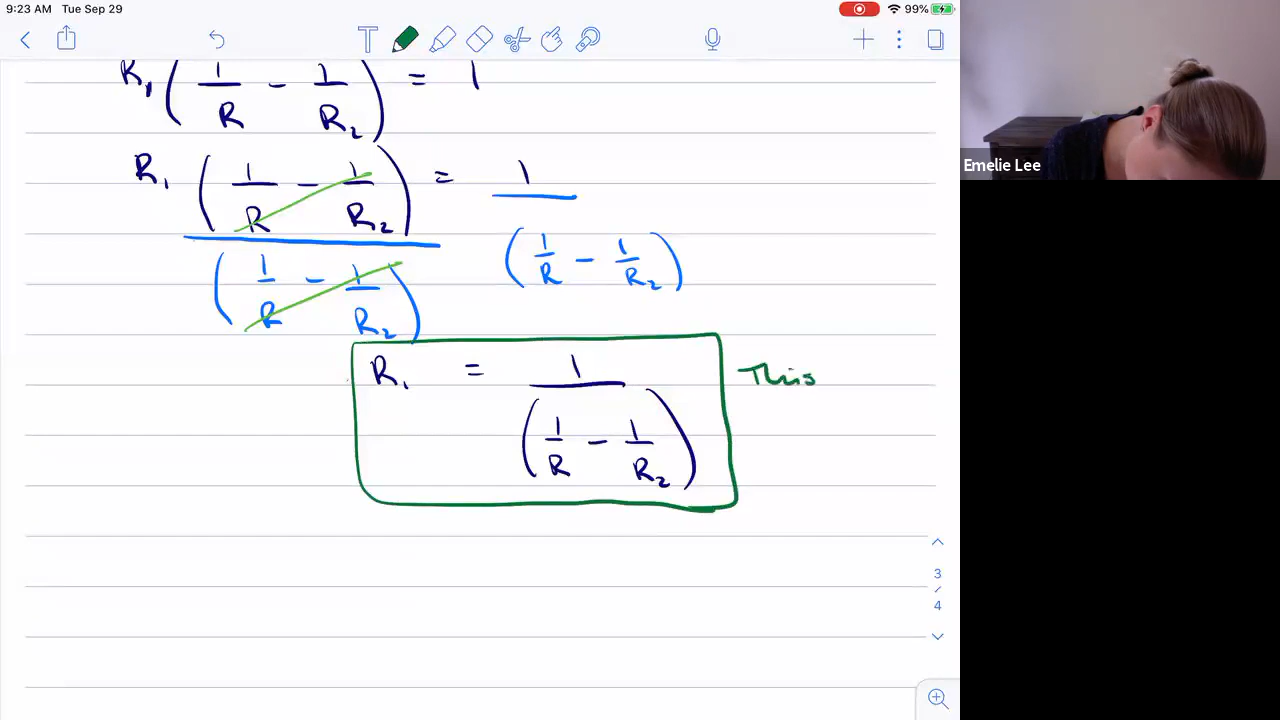 9:23 AM Tue Sep 29
99%
R₁ ( 1/R − 1/R₂ ) = 1
R₁ ( 1/R − 1/R₂ ) / ( 1/R − 1/R₂ ) = 1 / ( 1/R − 1/R₂ )
R₁ = 1 / ( 1/R − 1/R₂ ) This
3 / 4
Emelie Lee